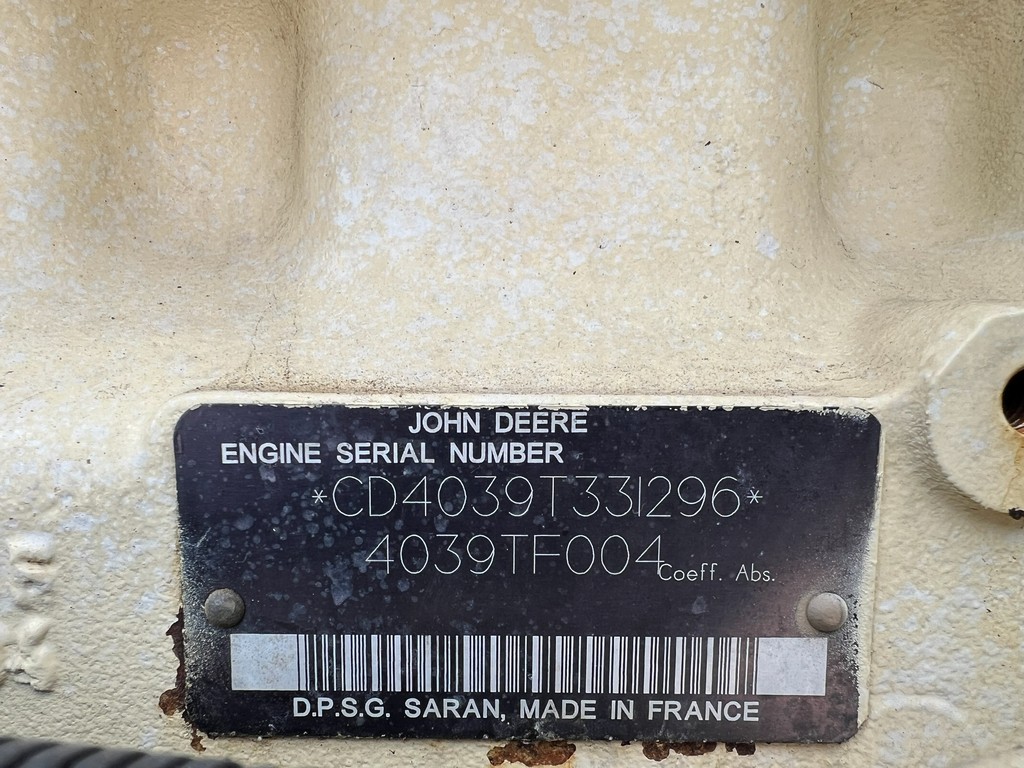 JOHN DEERE
ENGINE SERIAL NUMBER
*CD4039T331296*
4039TF004 Coeff. Abs.
D.P.S.G. SARAN, MADE IN FRANCE